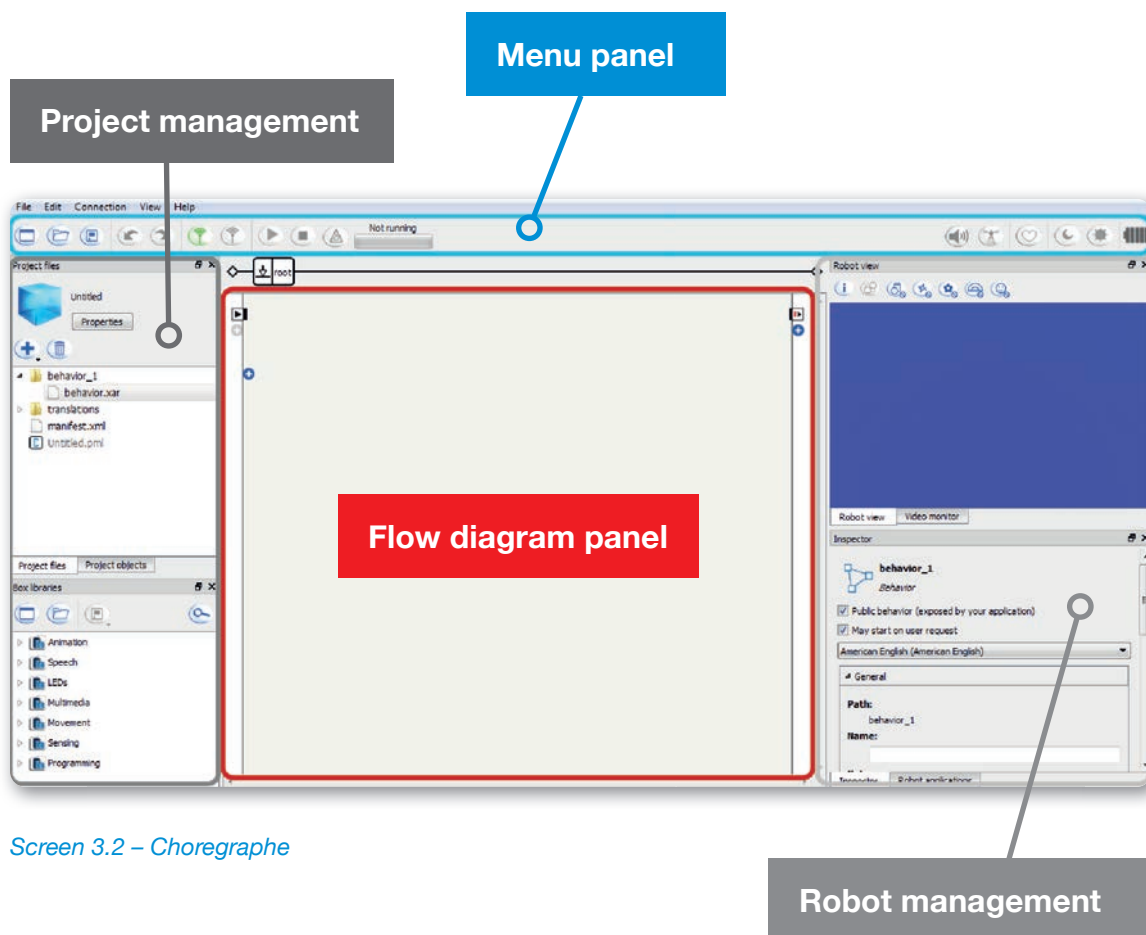 Menu panel
Project management
File Edit Connection View Help
Not running
Project files
Untitled
Properties
behavior_1
behavior.xar
translations
manifest.xml
Untitled.pml
Project files Project objects
Box libraries
Animation
Speech
LEDs
Multimedia
Movement
Sensing
Programming
root
Flow diagram panel
Robot view
Robot view Video monitor
Inspector
behavior_1
Behavior
Public behavior (exposed by your application)
May start on user request
American English (American English)
General
Path:
behavior_1
Name:
Inspector Robot applications
Screen 3.2 – Choregraphe
Robot management